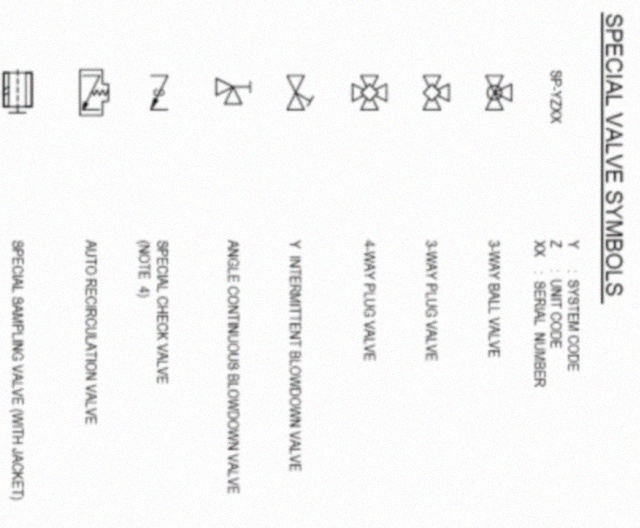 SPECIAL VALVE SYMBOLS
SP-YZXX
Y : SYSTEM CODE
Z : UNIT CODE
XX : SERIAL NUMBER
3-WAY BALL VALVE
3-WAY PLUG VALVE
4-WAY PLUG VALVE
Y INTERMITTENT BLOWDOWN VALVE
ANGLE CONTINUOUS BLOWDOWN VALVE
S
SPECIAL CHECK VALVE
(NOTE 4)
AUTO RECIRCULATION VALVE
SPECIAL SAMPLING VALVE (WITH JACKET)